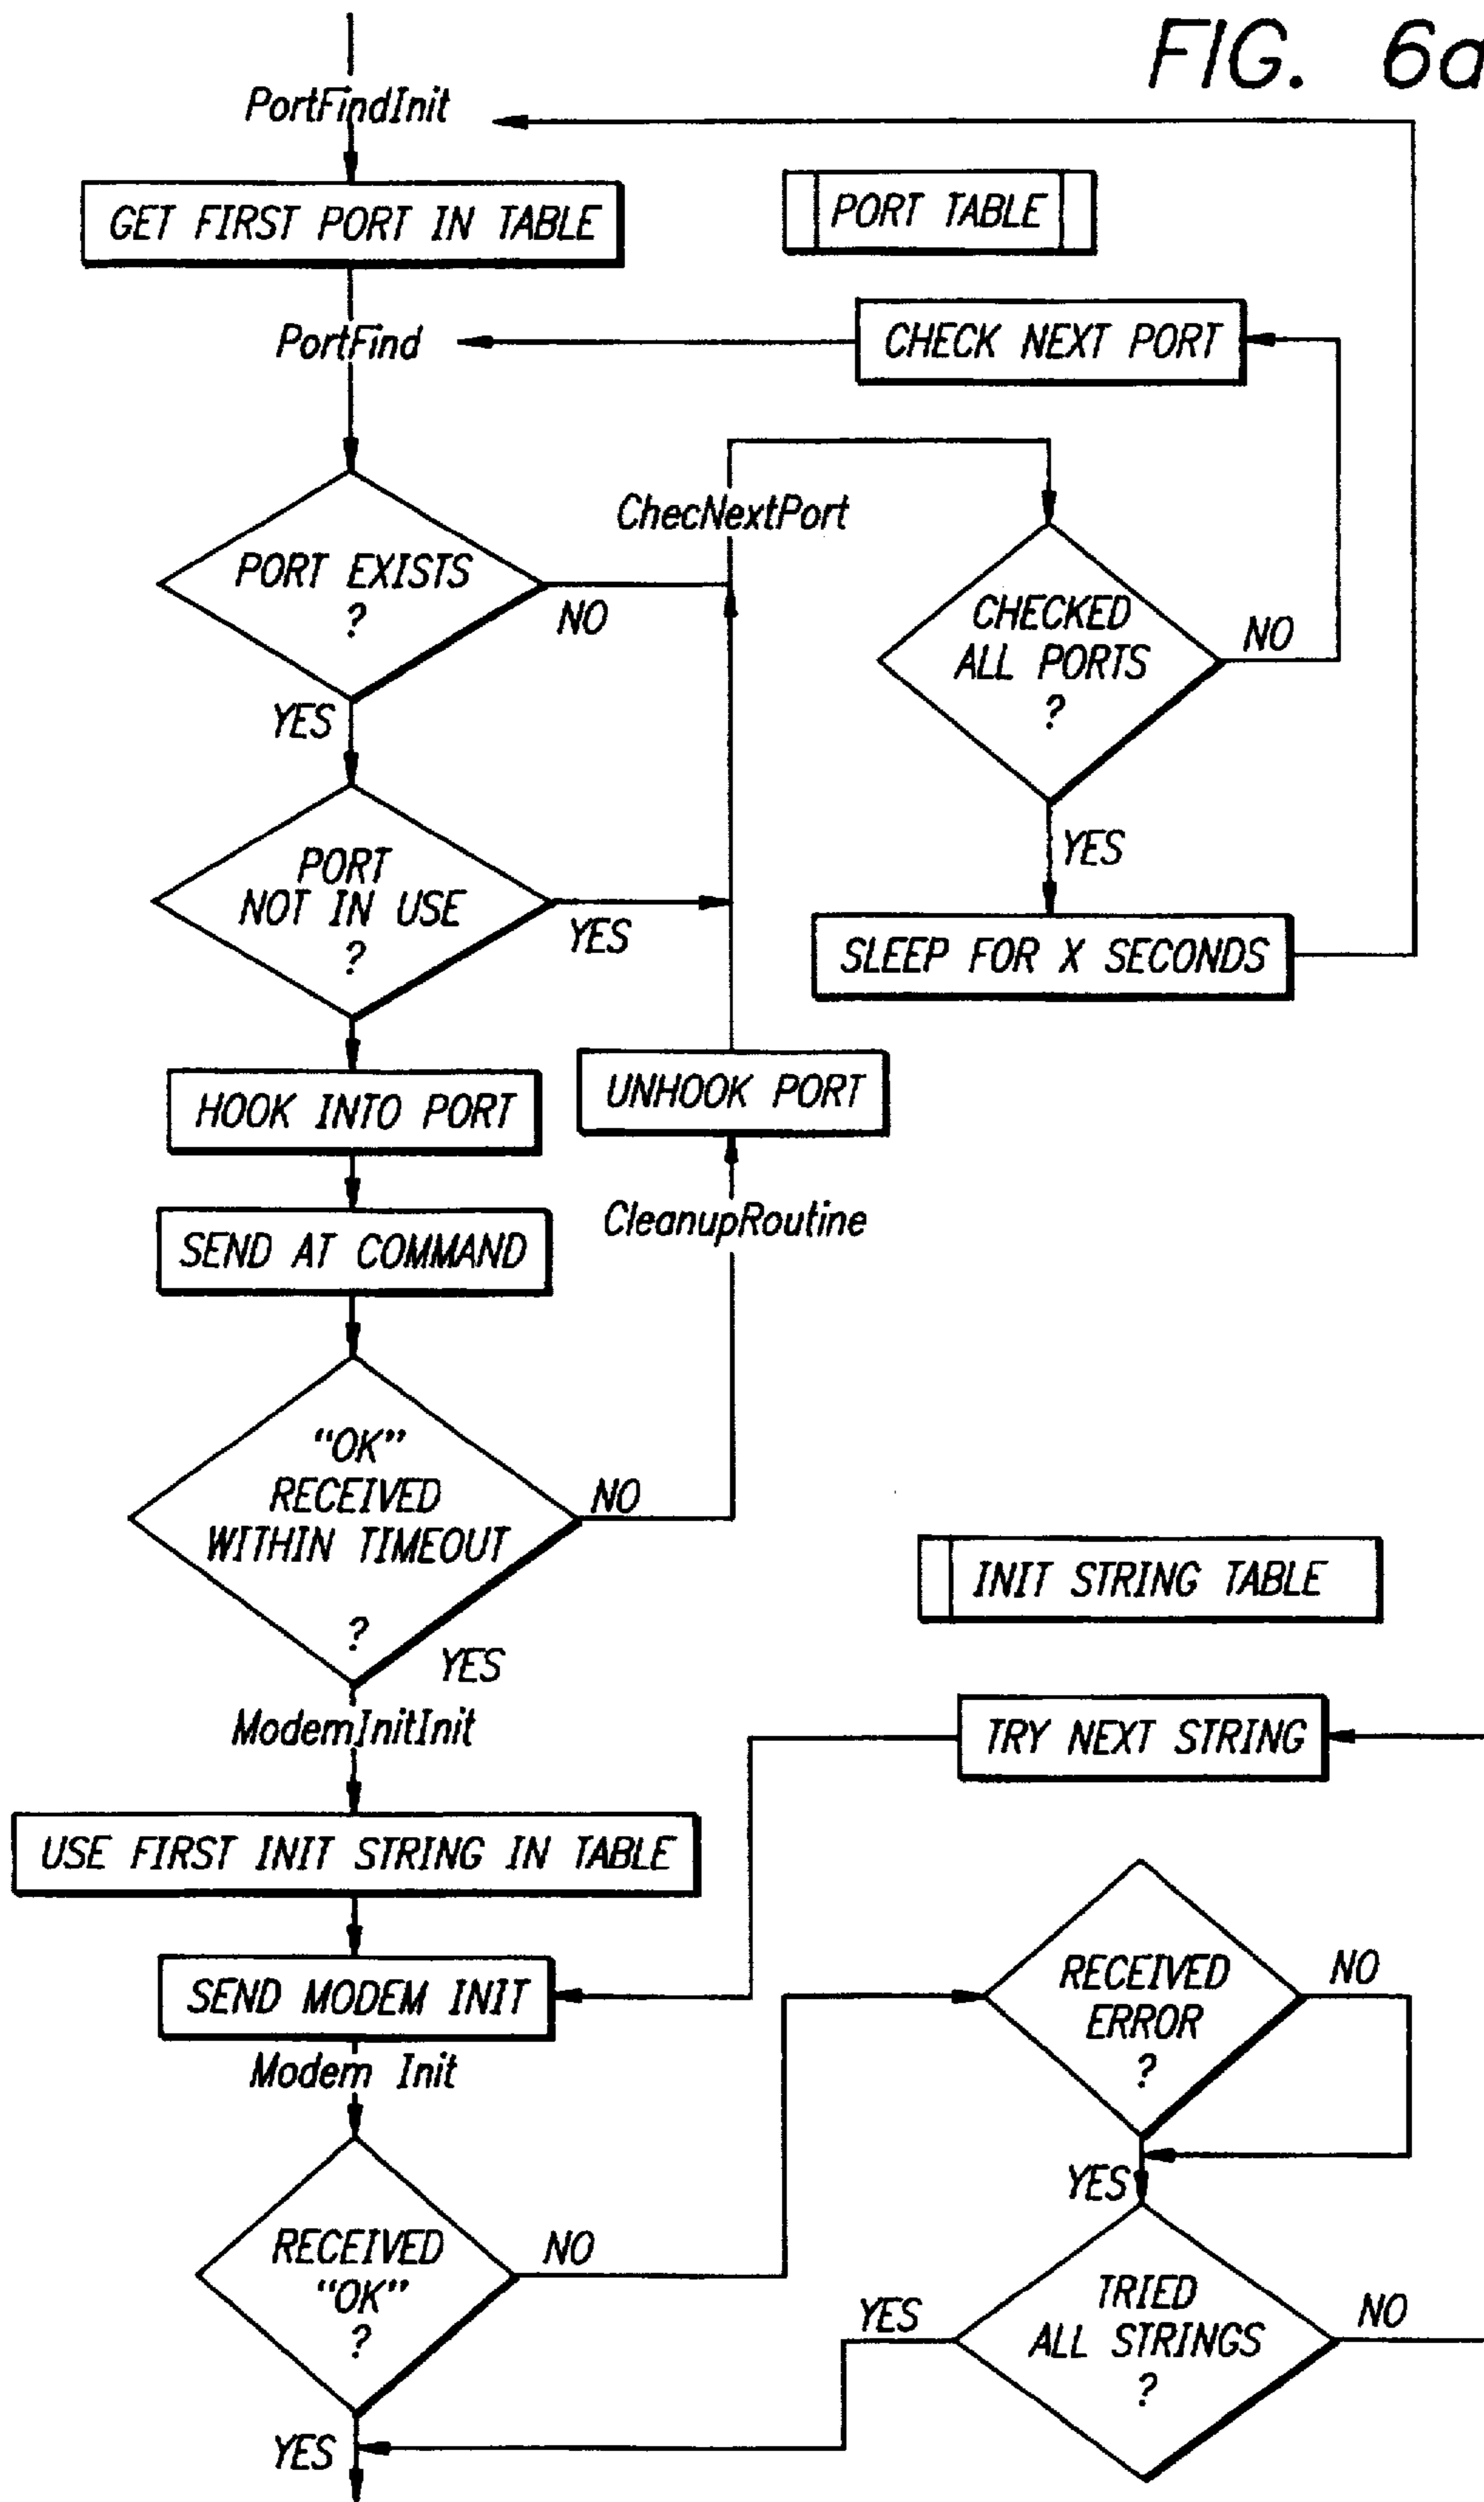 FIG. 6a
PortFindInit
GET FIRST PORT IN TABLE
PORT TABLE
PortFind
CHECK NEXT PORT
ChecNextPort
PORT EXISTS
?
NO
YES
CHECKED
ALL PORTS
?
NO
YES
PORT
NOT IN USE
?
YES
SLEEP FOR X SECONDS
HOOK INTO PORT
UNHOOK PORT
SEND AT COMMAND
CleanupRoutine
"OK"
RECEIVED
WITHIN TIMEOUT
?
NO
YES
INIT STRING TABLE
ModemInitInit
TRY NEXT STRING
USE FIRST INIT STRING IN TABLE
SEND MODEM INIT
Modem Init
RECEIVED
ERROR
?
NO
YES
RECEIVED
"OK"
?
NO
YES
TRIED
ALL STRINGS
?
YES
NO